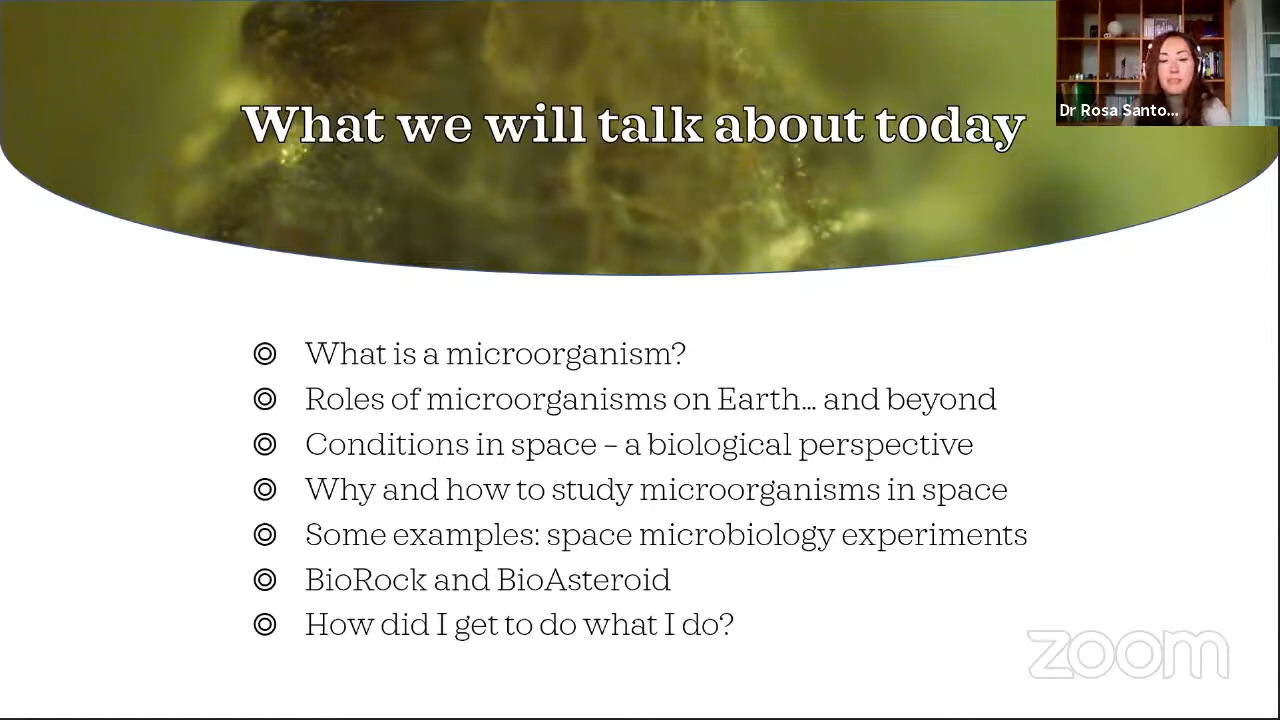 What we will talk about today
Dr Rosa Santo...
What is a microorganism?
Roles of microorganisms on Earth... and beyond
Conditions in space – a biological perspective
Why and how to study microorganisms in space
Some examples: space microbiology experiments
BioRock and BioAsteroid
How did I get to do what I do?
zoom